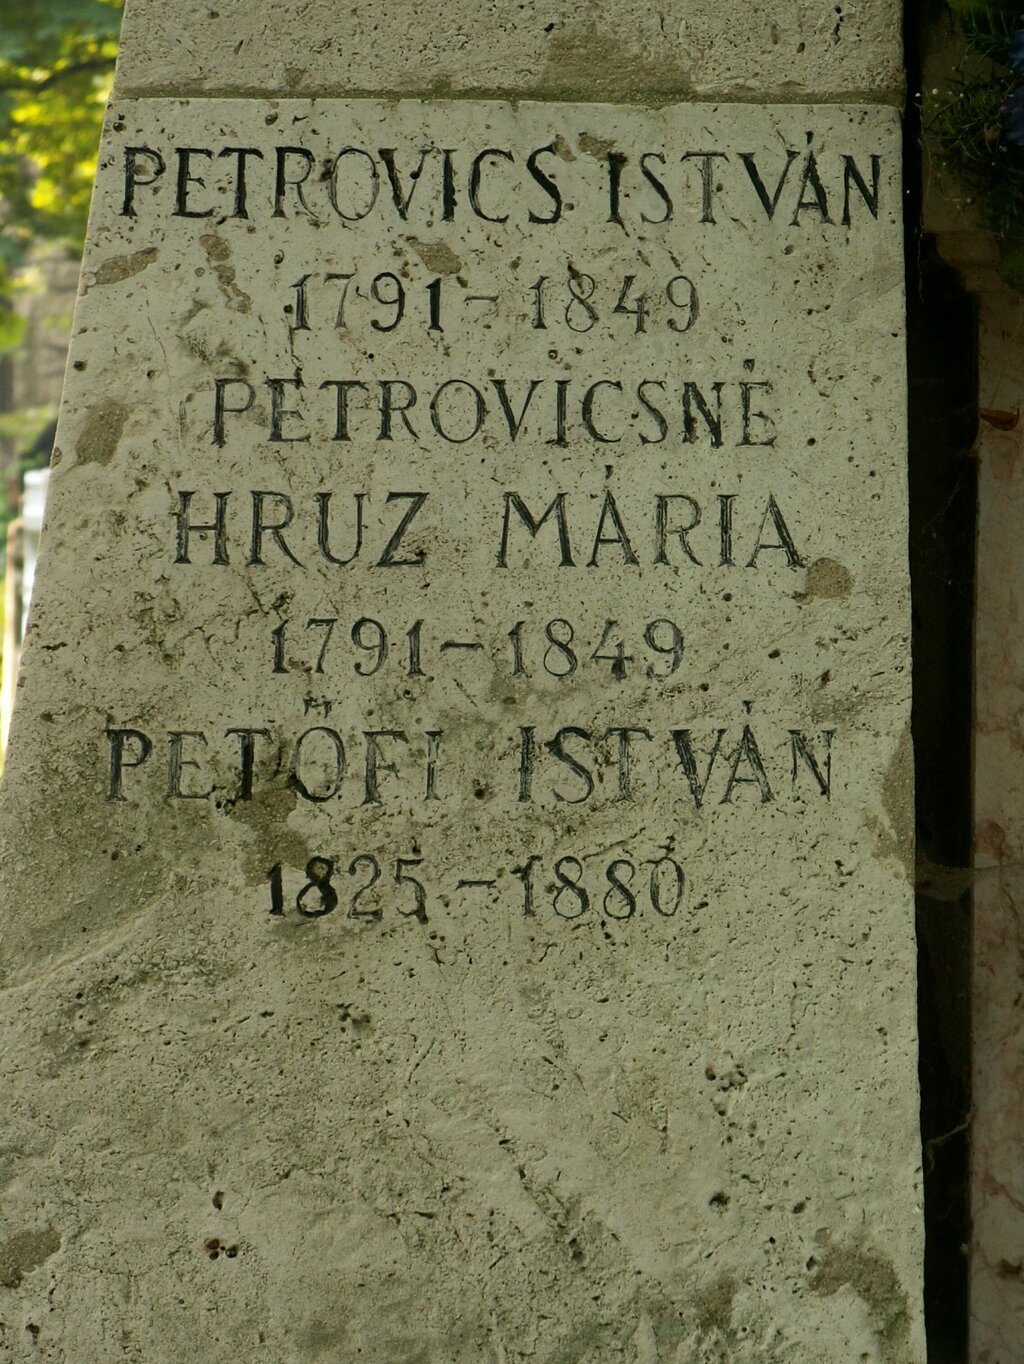 PETROVICS ISTVÁN
1791-1849
PETROVICSNÉ
HRUZ MÁRIA
1791-1849
PETŐFI ISTVÁN
1825-1880